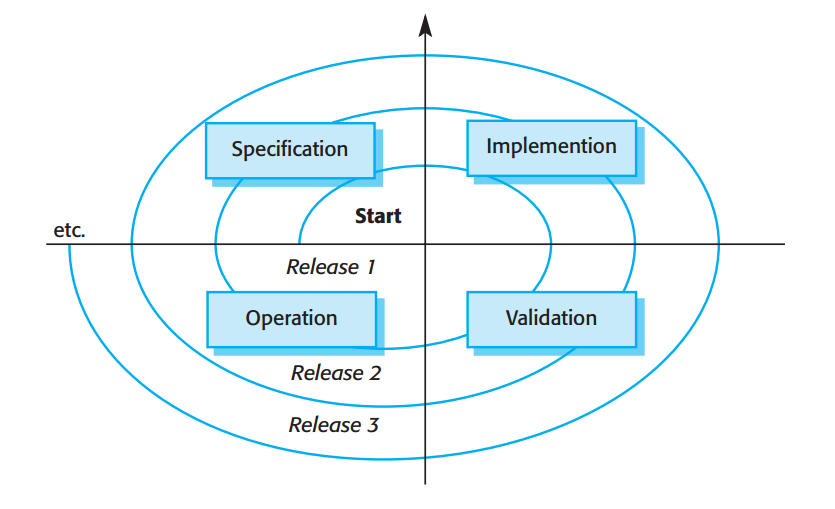 Specification
Implemention
Start
etc.
Release 1
Operation
Validation
Release 2
Release 3